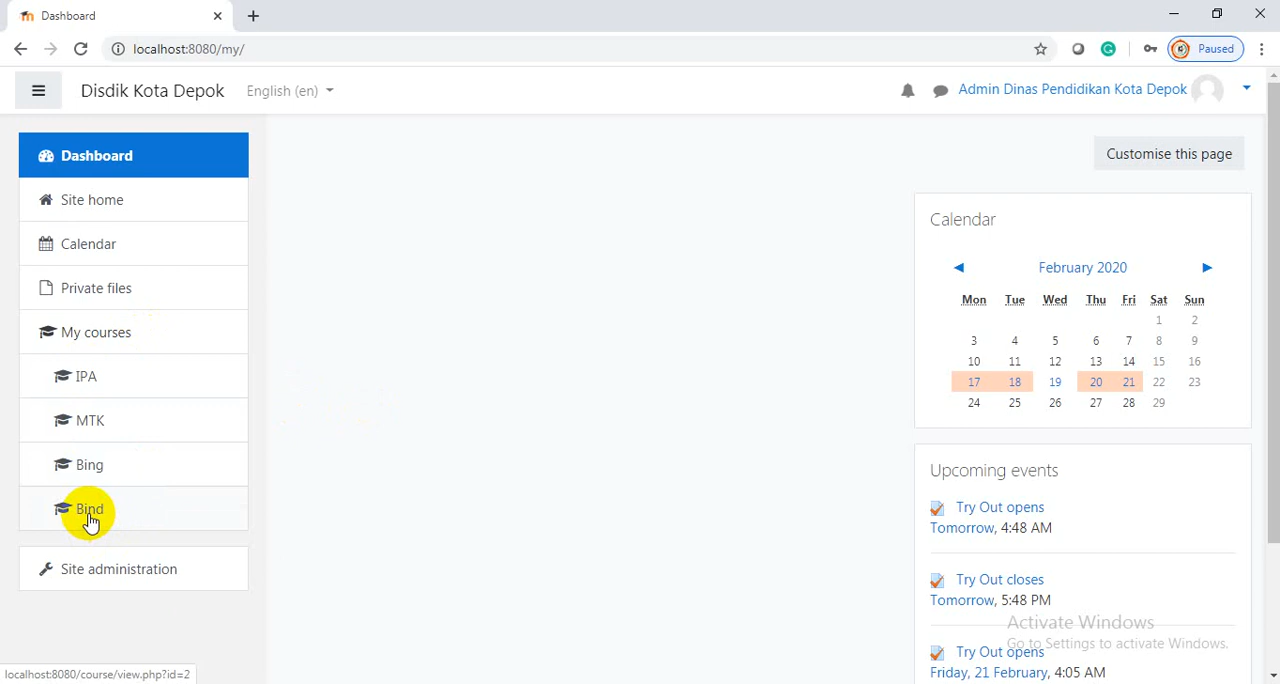 Dashboard
localhost:8080/my/
Paused
Disdik Kota Depok
English (en)
Admin Dinas Pendidikan Kota Depok
Dashboard
Site home
Calendar
Private files
My courses
IPA
MTK
Bing
Bind
Site administration
Customise this page
Calendar
◄ February 2020 ►
Mon Tue Wed Thu Fri Sat Sun
1 2
3 4 5 6 7 8 9
10 11 12 13 14 15 16
17 18 19 20 21 22 23
24 25 26 27 28 29
Upcoming events
Try Out opens
Tomorrow, 4:48 AM
Try Out closes
Tomorrow, 5:48 PM
Try Out opens
Friday, 21 February, 4:05 AM
Activate Windows
Go to Settings to activate Windows.
localhost:8080/course/view.php?id=2